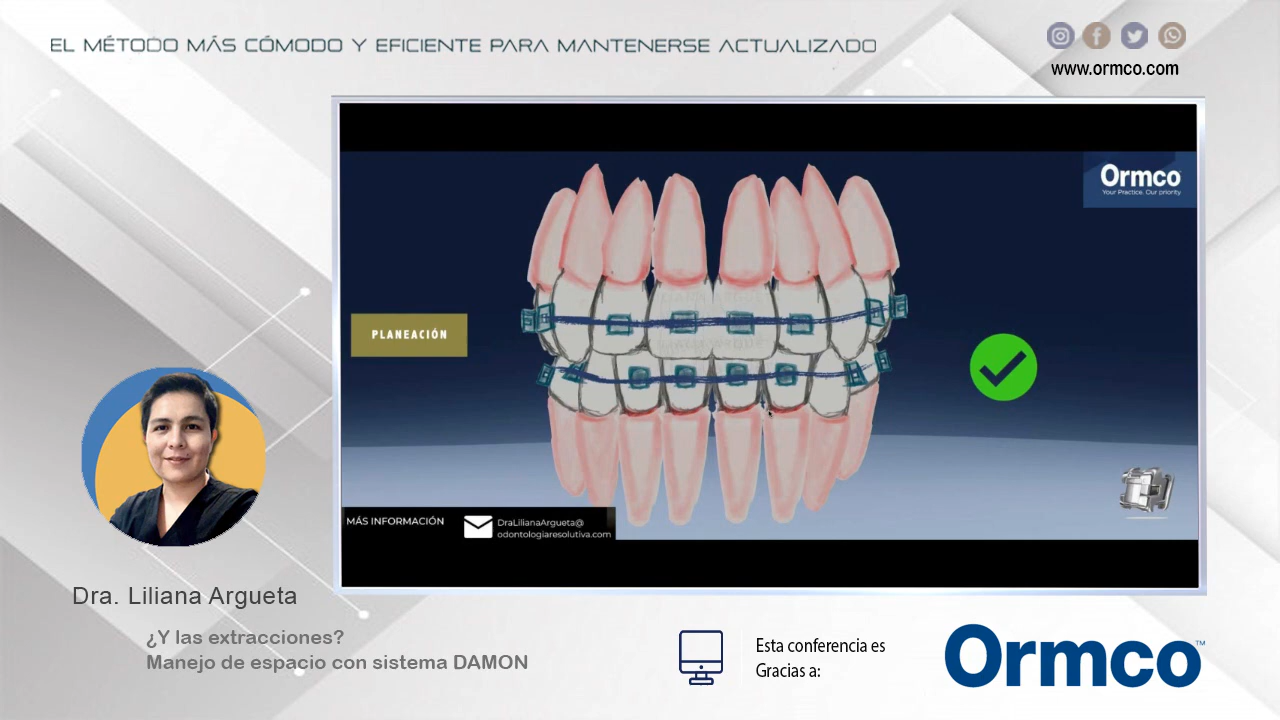 EL MÉTODO MÁS CÓMODO Y EFICIENTE PARA MANTENERSE ACTUALIZADO
www.ormco.com
Ormco
Your Practice. Our priority.
PLANEACIÓN
MÁS INFORMACIÓN
DraLilianaArgueta@
odontologiaresolutiva.com
Dra. Liliana Argueta
¿Y las extracciones?
Manejo de espacio con sistema DAMON
Esta conferencia es
Gracias a:
Ormco™